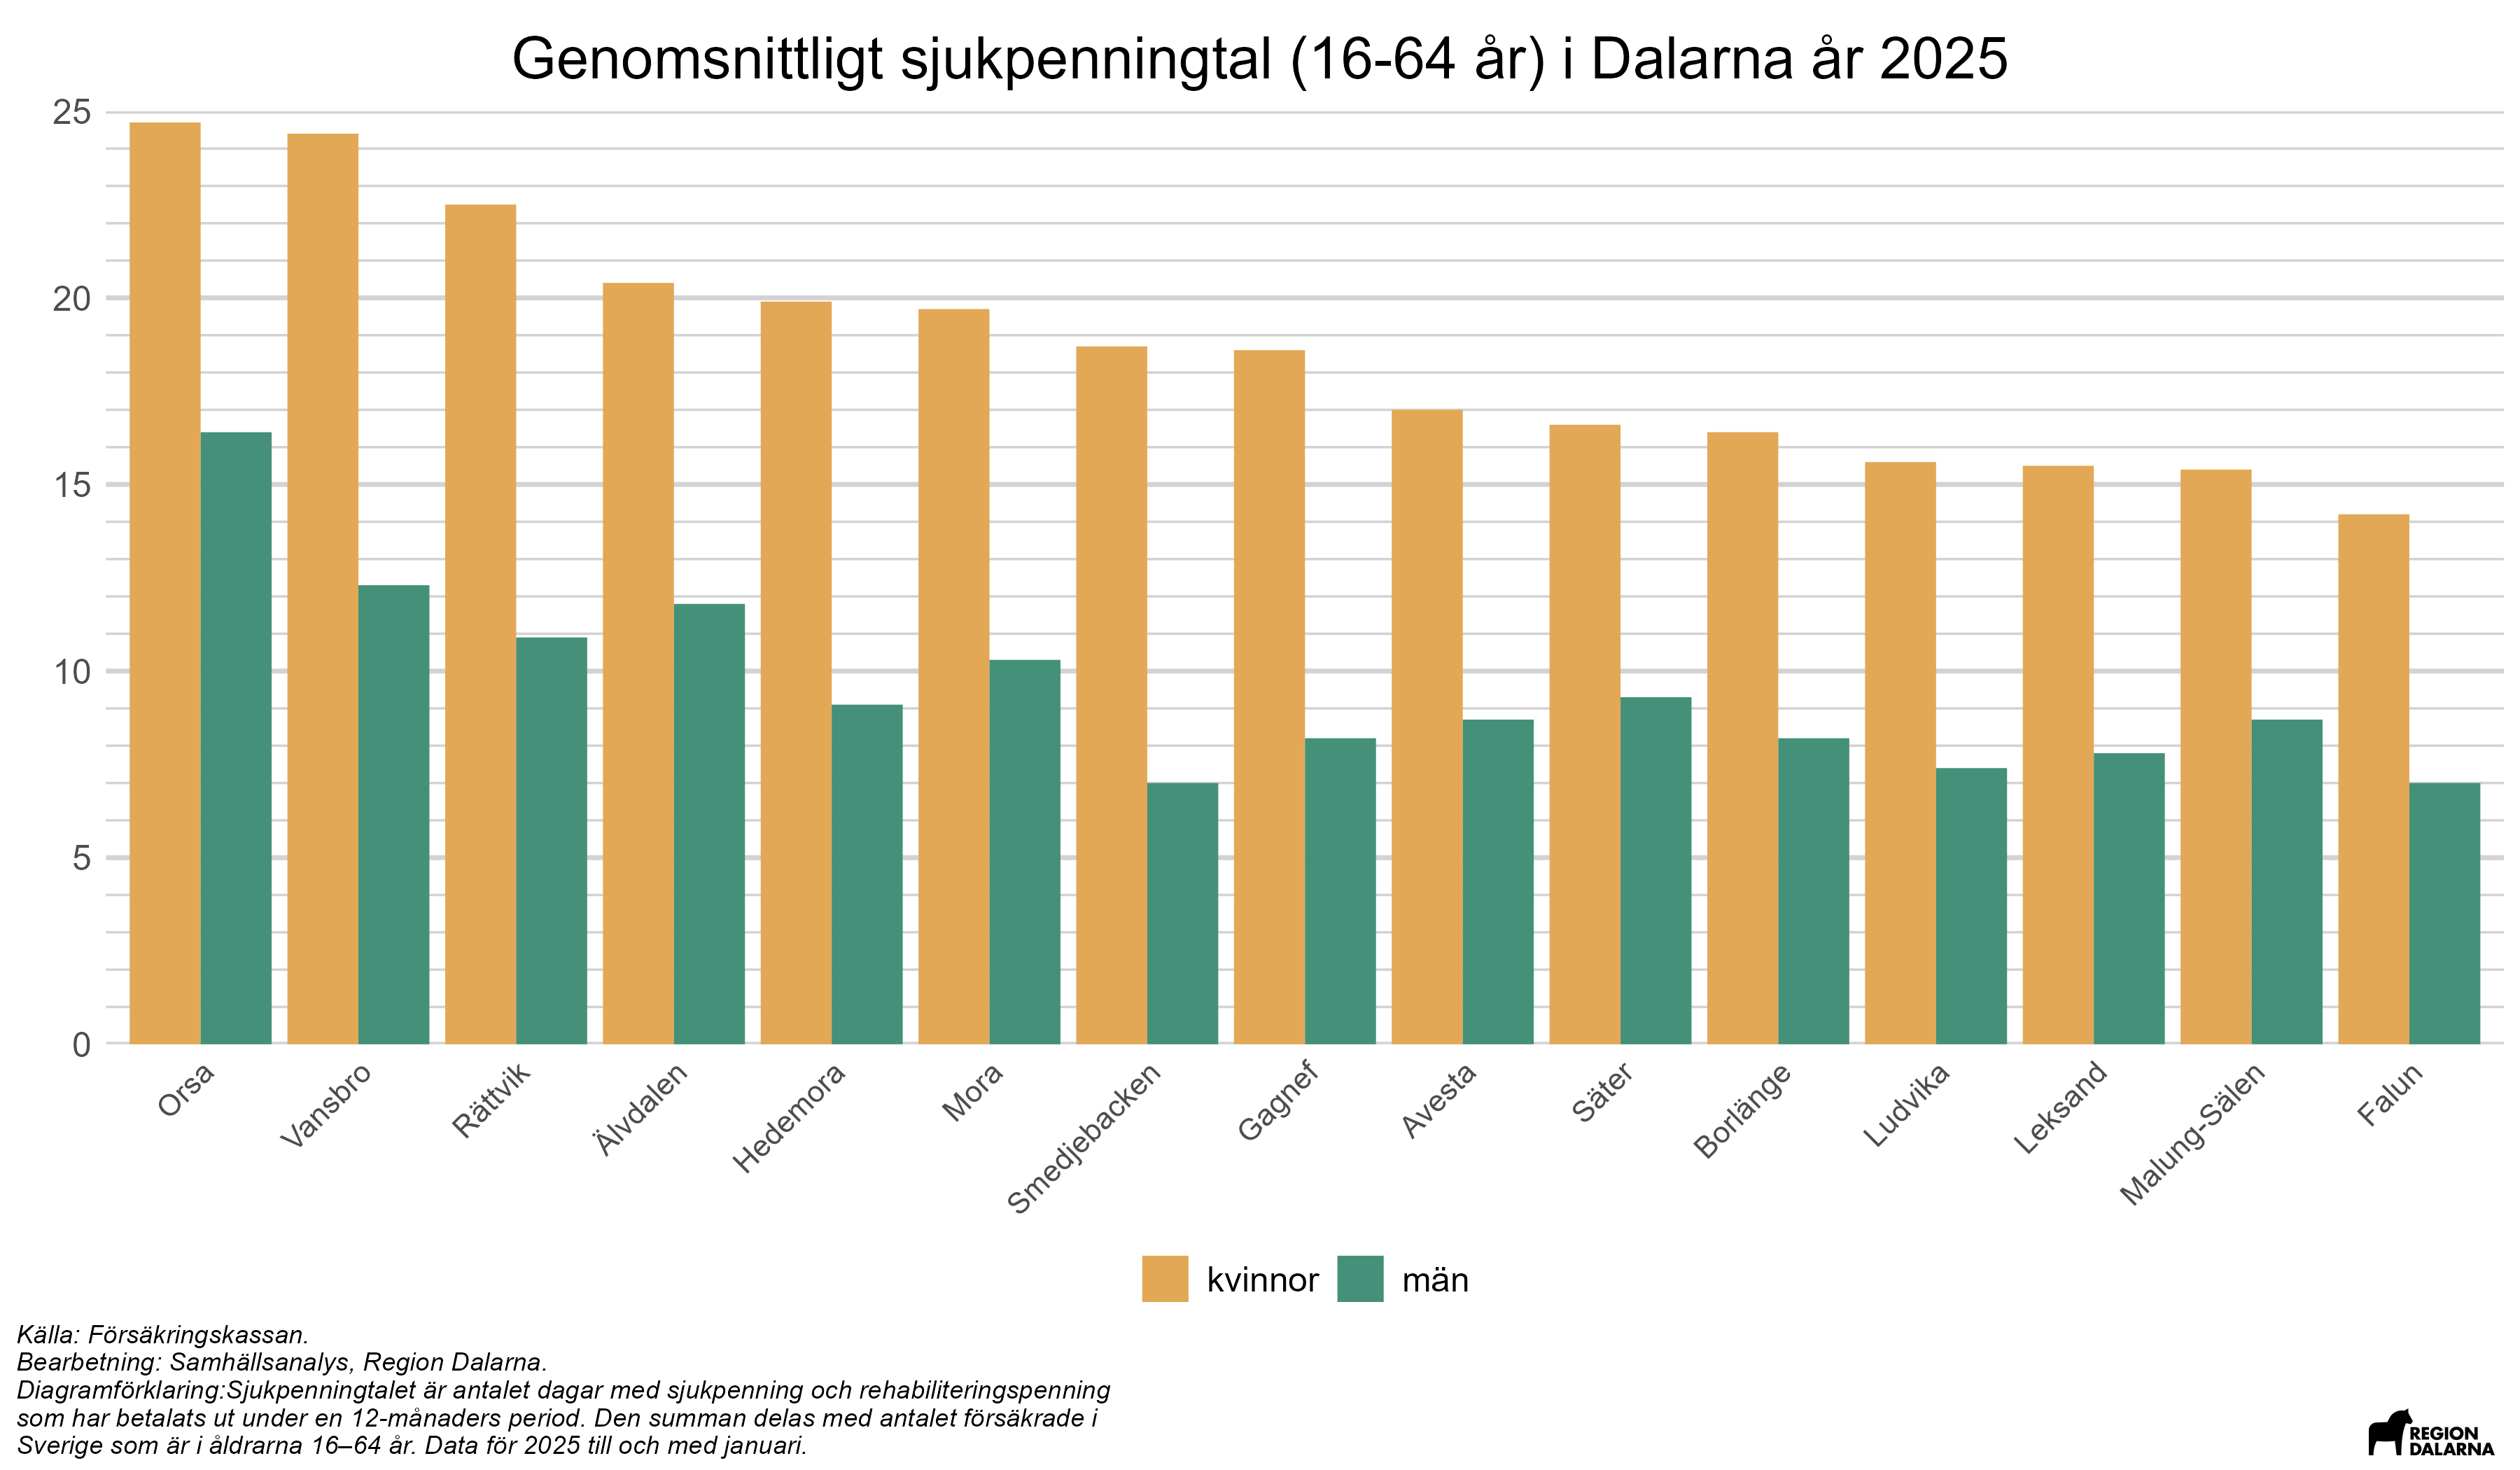 Genomsnittligt sjukpenningtal (16-64 år) i Dalarna år 2025
25
20
15
10
5
0
Orsa
Vansbro
Rättvik
Älvdalen
Hedemora
Mora
Smedjebacken
Gagnef
Avesta
Säter
Borlänge
Ludvika
Leksand
Malung-Sälen
Falun
kvinnor
män
Källa: Försäkringskassan.
Bearbetning: Samhällsanalys, Region Dalarna.
Diagramförklaring:Sjukpenningtalet är antalet dagar med sjukpenning och rehabiliteringspenning
som har betalats ut under en 12-månaders period. Den summan delas med antalet försäkrade i
Sverige som är i åldrarna 16–64 år. Data för 2025 till och med januari.
REGION
DALARNA